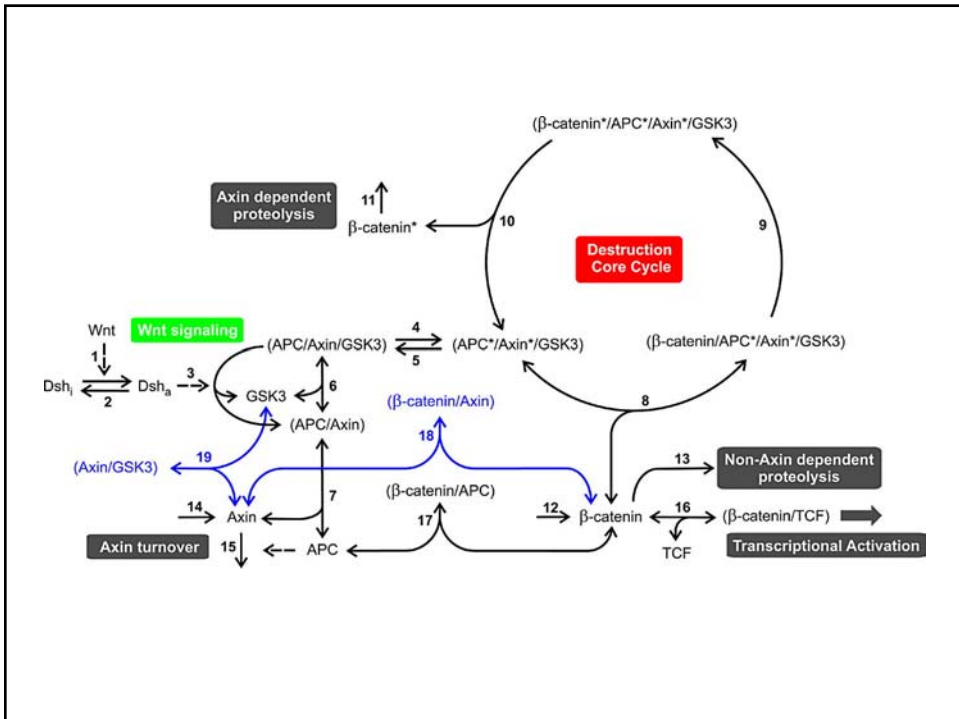 (β-catenin*/APC*/Axin*/GSK3)
Axin dependent
proteolysis
11
β-catenin*
10
9
Destruction
Core Cycle
Wnt
Wnt signaling
1
Dshi
2
Dsha
3
(APC/Axin/GSK3)
4
5
(APC*/Axin*/GSK3)
(β-catenin/APC*/Axin*/GSK3)
GSK3
6
(APC/Axin)
(β-catenin/Axin)
8
18
(Axin/GSK3)
19
7
(β-catenin/APC)
13
Non-Axin dependent
proteolysis
14
Axin
17
12
β-catenin
16
(β-catenin/TCF)
Axin turnover
15
APC
TCF
Transcriptional Activation